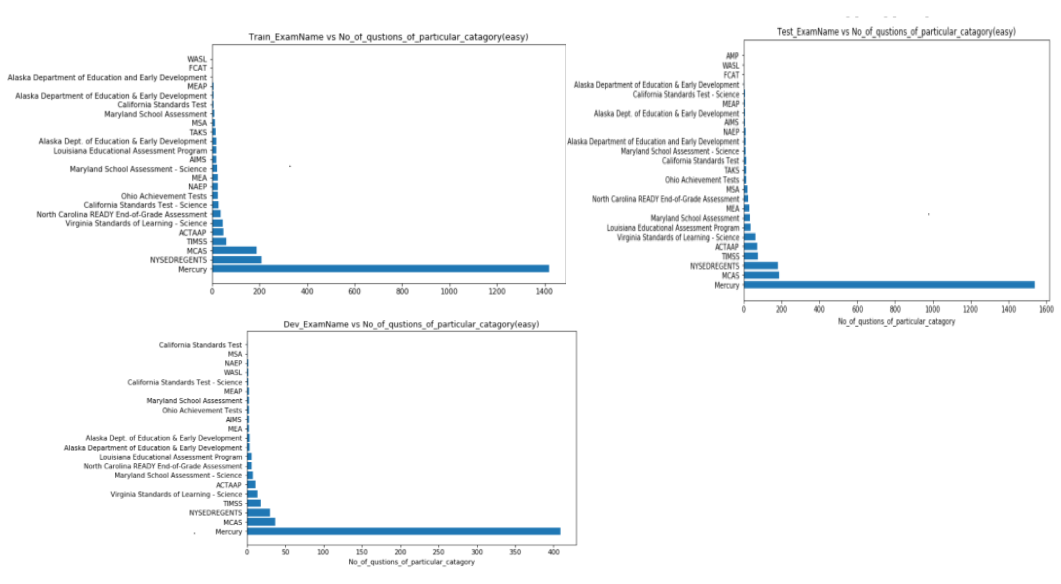 Train_ExamName vs No_of_qustions_of_particular_catagory(easy)
WASL
FCAT
Alaska Department of Education and Early Development
MEAP
Alaska Department of Education & Early Development
California Standards Test
Maryland School Assessment
MSA
TAKS
Alaska Dept. of Education & Early Development
Louisiana Educational Assessment Program
AIMS
Maryland School Assessment - Science
MEA
NAEP
Ohio Achievement Tests
California Standards Test - Science
North Carolina READY End-of-Grade Assessment
Virginia Standards of Learning - Science
ACTAAP
TIMSS
MCAS
NYSEDREGENTS
Mercury
0 200 400 600 800 1000 1200 1400
Test_ExamName vs No_of_qustions_of_particular_catagory(easy)
AMP
WASL
FCAT
Alaska Department of Education & Early Development
California Standards Test - Science
MEAP
Alaska Dept. of Education & Early Development
AIMS
NAEP
Alaska Department of Education and Early Development
Maryland School Assessment - Science
California Standards Test
TAKS
Ohio Achievement Tests
MSA
North Carolina READY End-of-Grade Assessment
MEA
Maryland School Assessment
Louisiana Educational Assessment Program
Virginia Standards of Learning - Science
ACTAAP
TIMSS
NYSEDREGENTS
MCAS
Mercury
0 200 400 600 800 1000 1200 1400 1600
No_of_qustions_of_particular_catagory
Dev_ExamName vs No_of_qustions_of_particular_catagory(easy)
California Standards Test
MSA
NAEP
WASL
California Standards Test - Science
MEAP
Maryland School Assessment
Ohio Achievement Tests
AIMS
MEA
Alaska Dept. of Education & Early Development
Alaska Department of Education & Early Development
Louisiana Educational Assessment Program
North Carolina READY End-of-Grade Assessment
Maryland School Assessment - Science
ACTAAP
Virginia Standards of Learning - Science
TIMSS
NYSEDREGENTS
MCAS
Mercury
0 50 100 150 200 250 300 350 400
No_of_qustions_of_particular_catagory